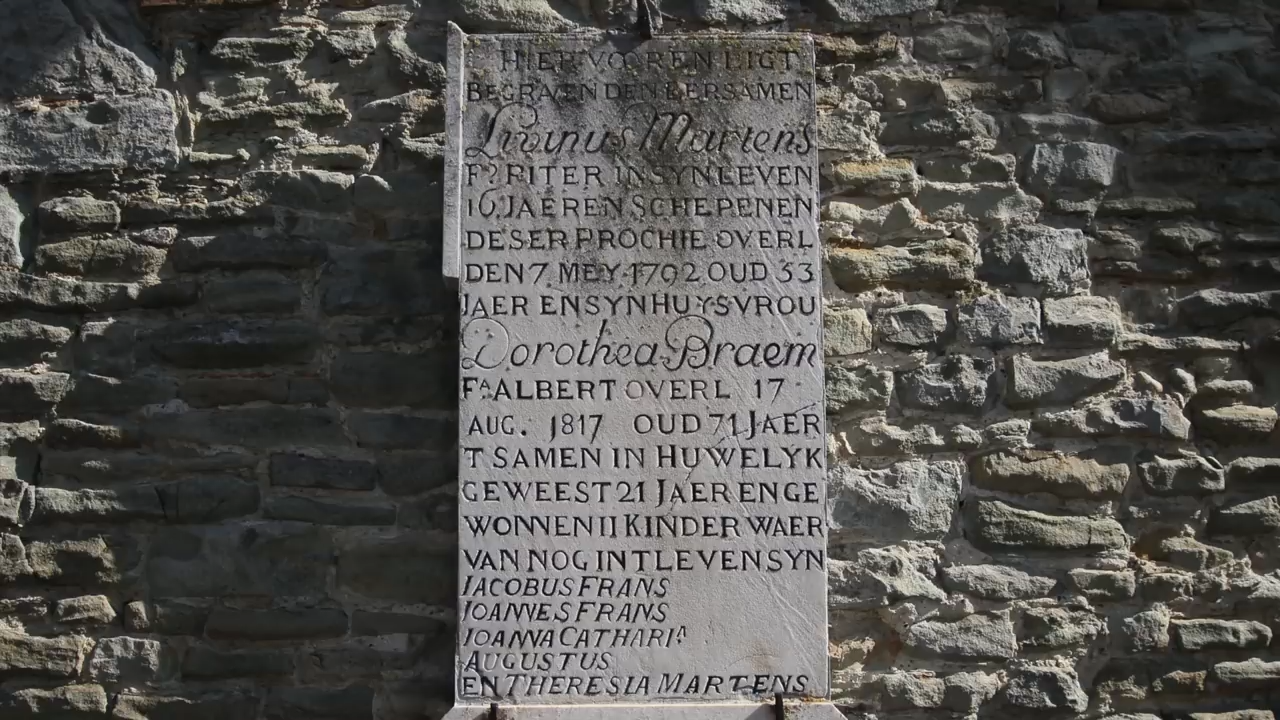 HIER VOOREN LIGT
BEGRAVEN DEN EERSAMEN
Livinus Martens
Fs PITER IN SYN LEVEN
16 JAEREN SCHEPENEN
DESER PROCHIE OVERL
DEN 7 MEY 1792 OUD 53
JAER EN SYN HUYSVROU
Dorothea Braem
FA ALBERT OVERL 17
AUG. 1817 OUD 71 JAER
T SAMEN IN HUWELYK
GEWEEST 21 JAER EN GE
WONNEN 11 KINDER WAER
VAN NOG INT LEVEN SYN
JACOBUS FRANS
JOANNES FRANS
JOANNA CATHARIA
AUGUSTUS
EN THERESIA MARTENS